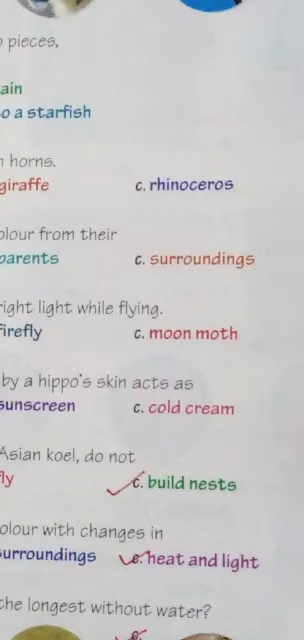 pieces,
ain
o a starfish
horns.
giraffe c. rhinoceros
olour from their
parents c. surroundings
right light while flying.
firefly c. moon moth
by a hippo's skin acts as
sunscreen c. cold cream
Asian koel, do not
ly c. build nests
olour with changes in
surroundings c. heat and light
the longest without water?
c.